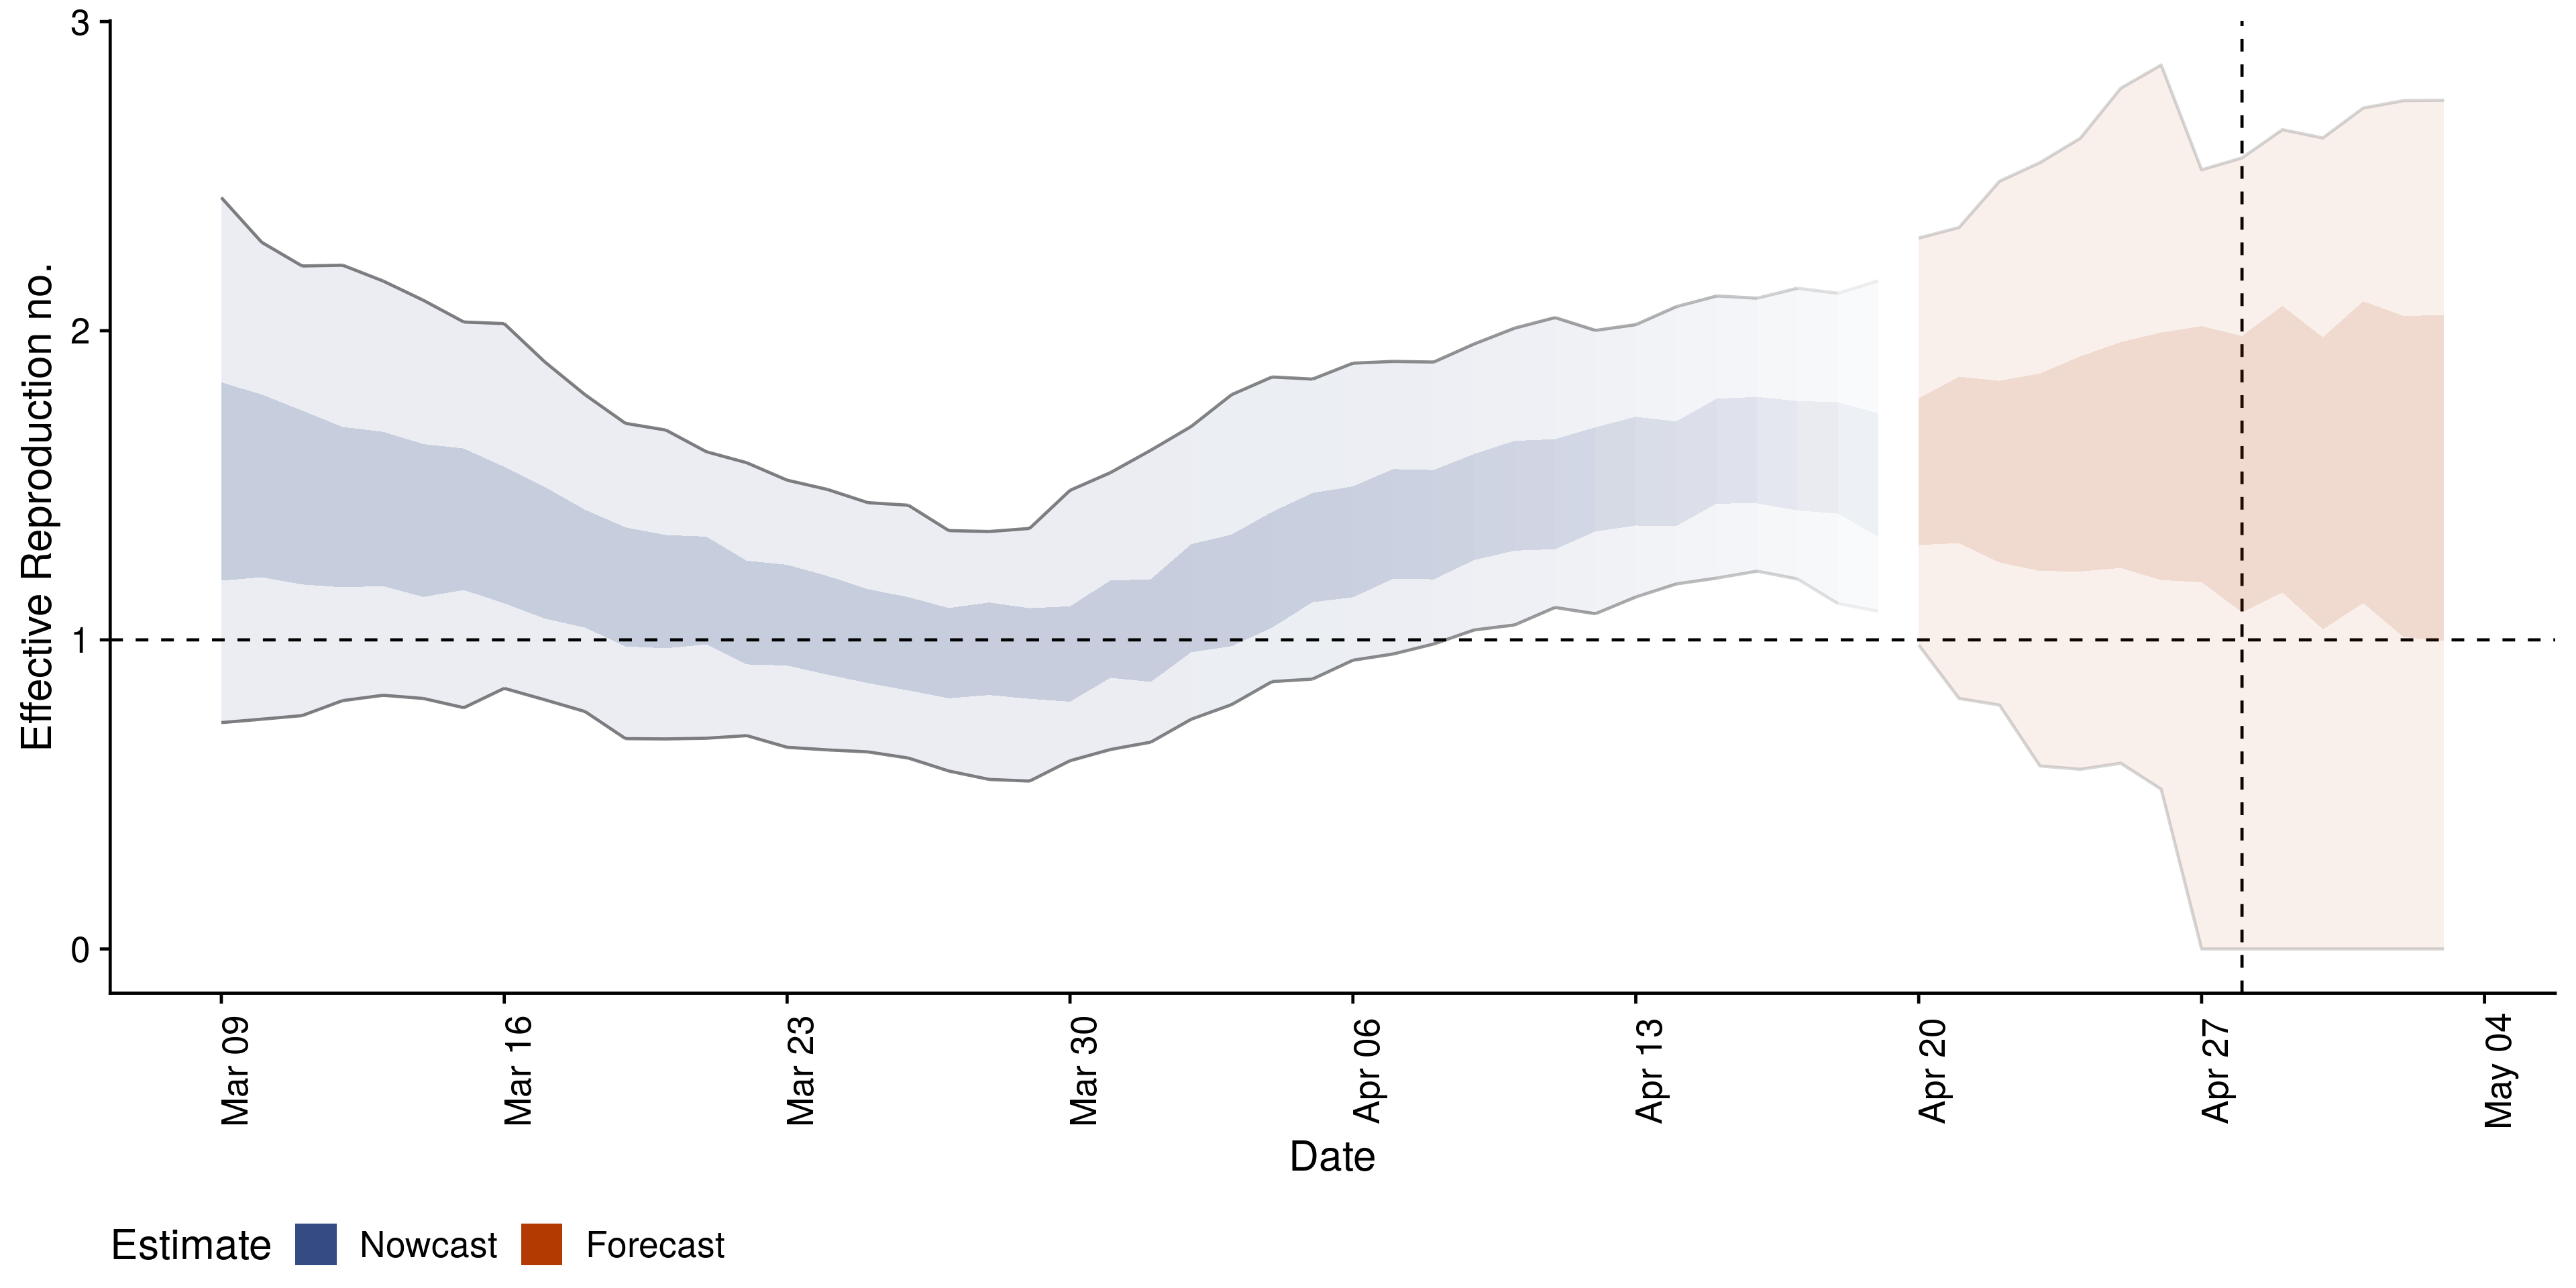 Effective Reproduction no.
3
2
1
0
Mar 09
Mar 16
Mar 23
Mar 30
Apr 06
Apr 13
Apr 20
Apr 27
May 04
Date
Estimate Nowcast Forecast